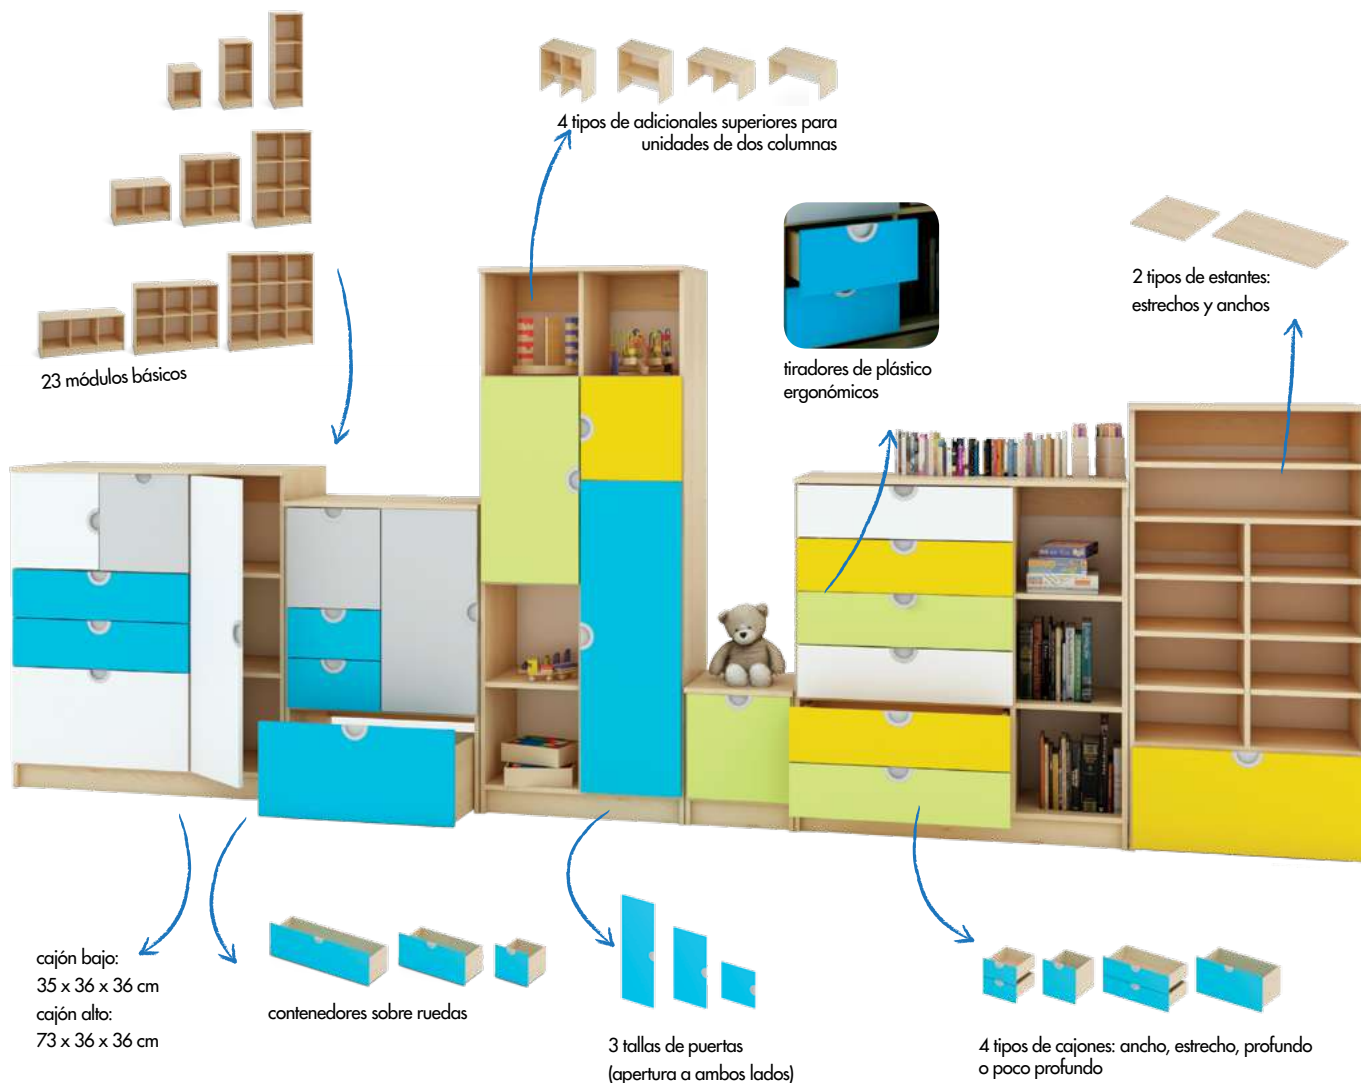 4 tipos de adicionales superiores para
unidades de dos columnas
2 tipos de estantes:
estrechos y anchos
tiradores de plástico
ergonómicos
23 módulos básicos
cajón bajo:
35 x 36 x 36 cm
cajón alto:
73 x 36 x 36 cm
contenedores sobre ruedas
3 tallas de puertas
(apertura a ambos lados)
4 tipos de cajones: ancho, estrecho, profundo
o poco profundo